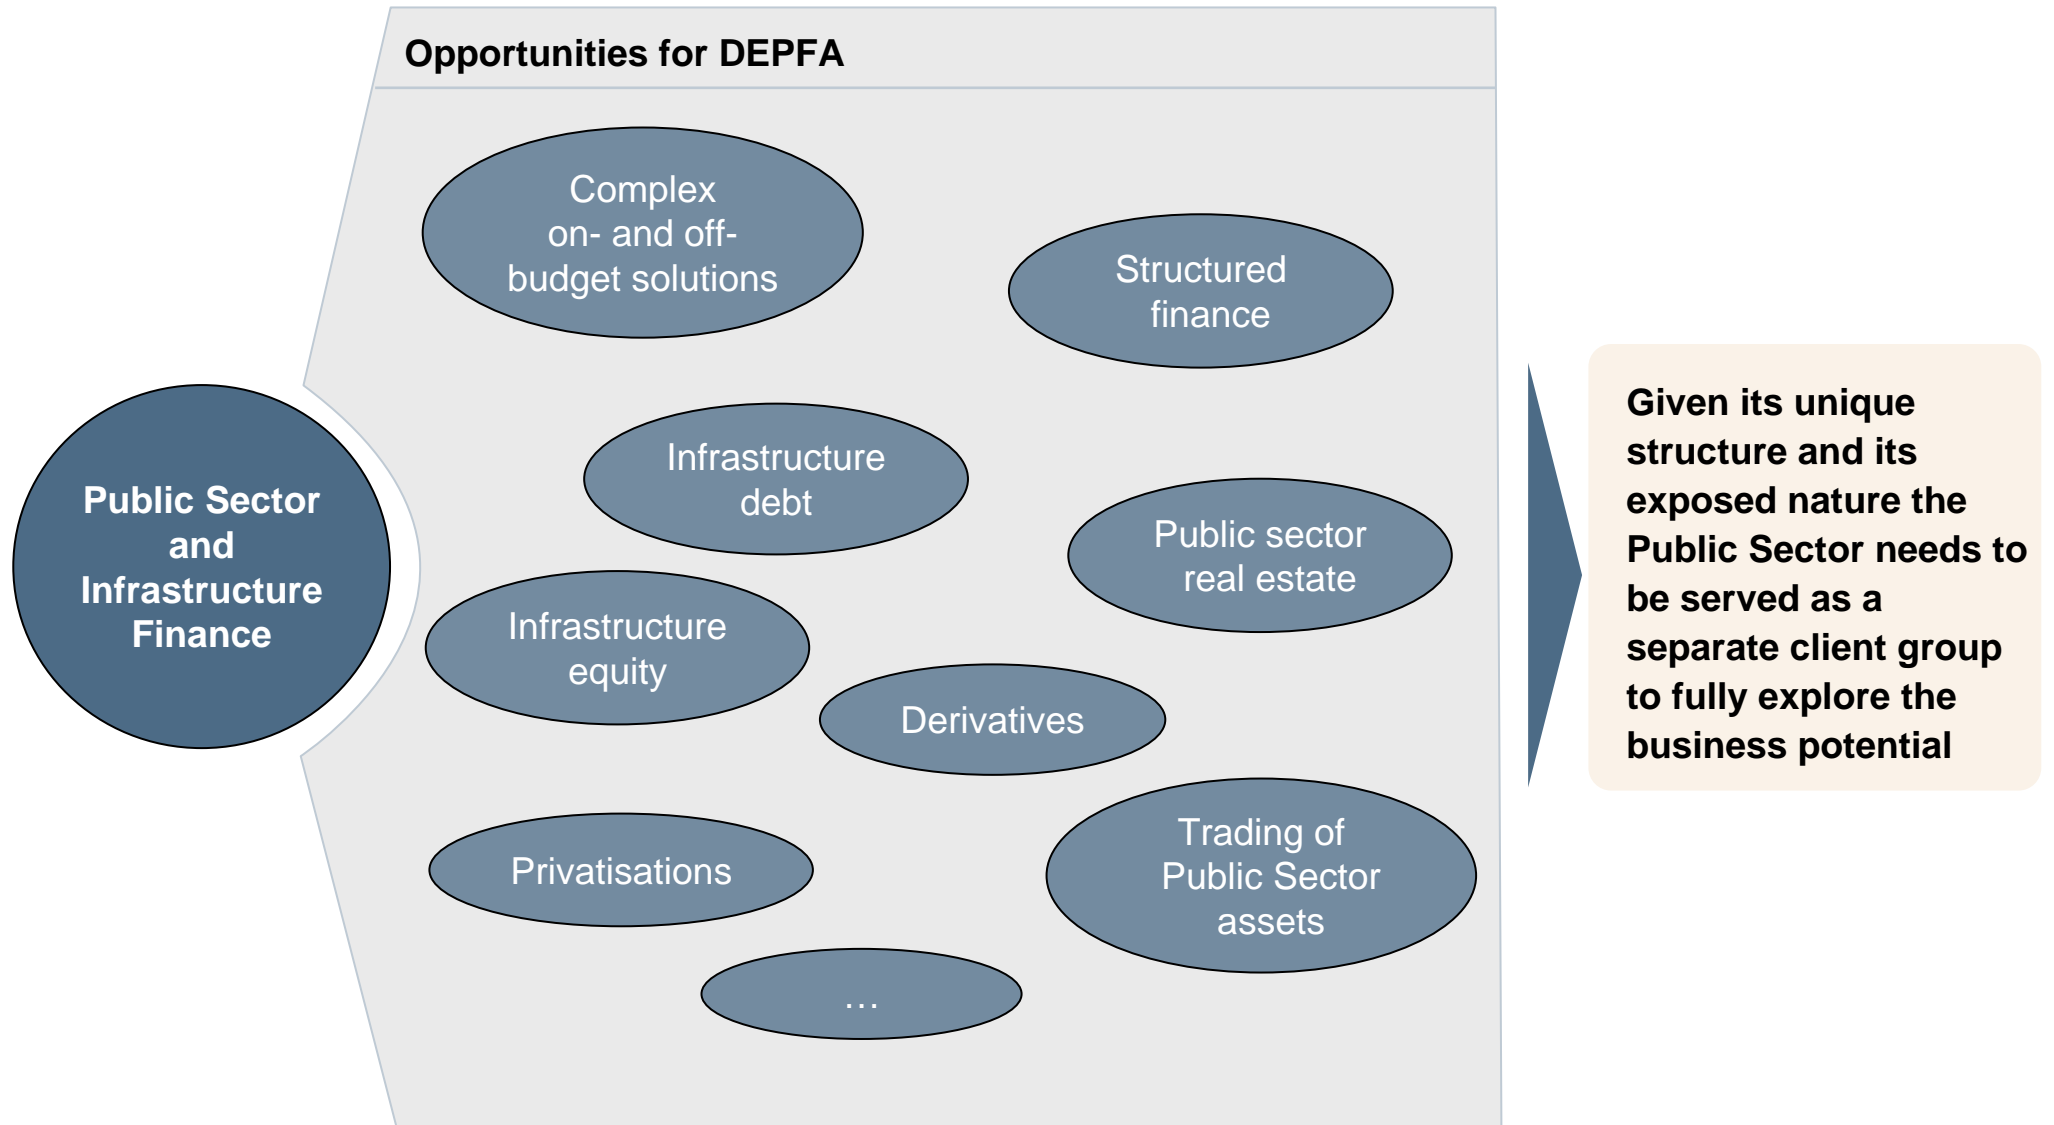 Opportunities for DEPFA
Complex
on- and off-
budget solutions
Structured
finance
Infrastructure
debt
Public sector
real estate
Public Sector
and
Infrastructure
Finance
Infrastructure
equity
Derivatives
Privatisations
Trading of
Public Sector
assets
…
Given its unique
structure and its
exposed nature the
Public Sector needs to
be served as a
separate client group
to fully explore the
business potential